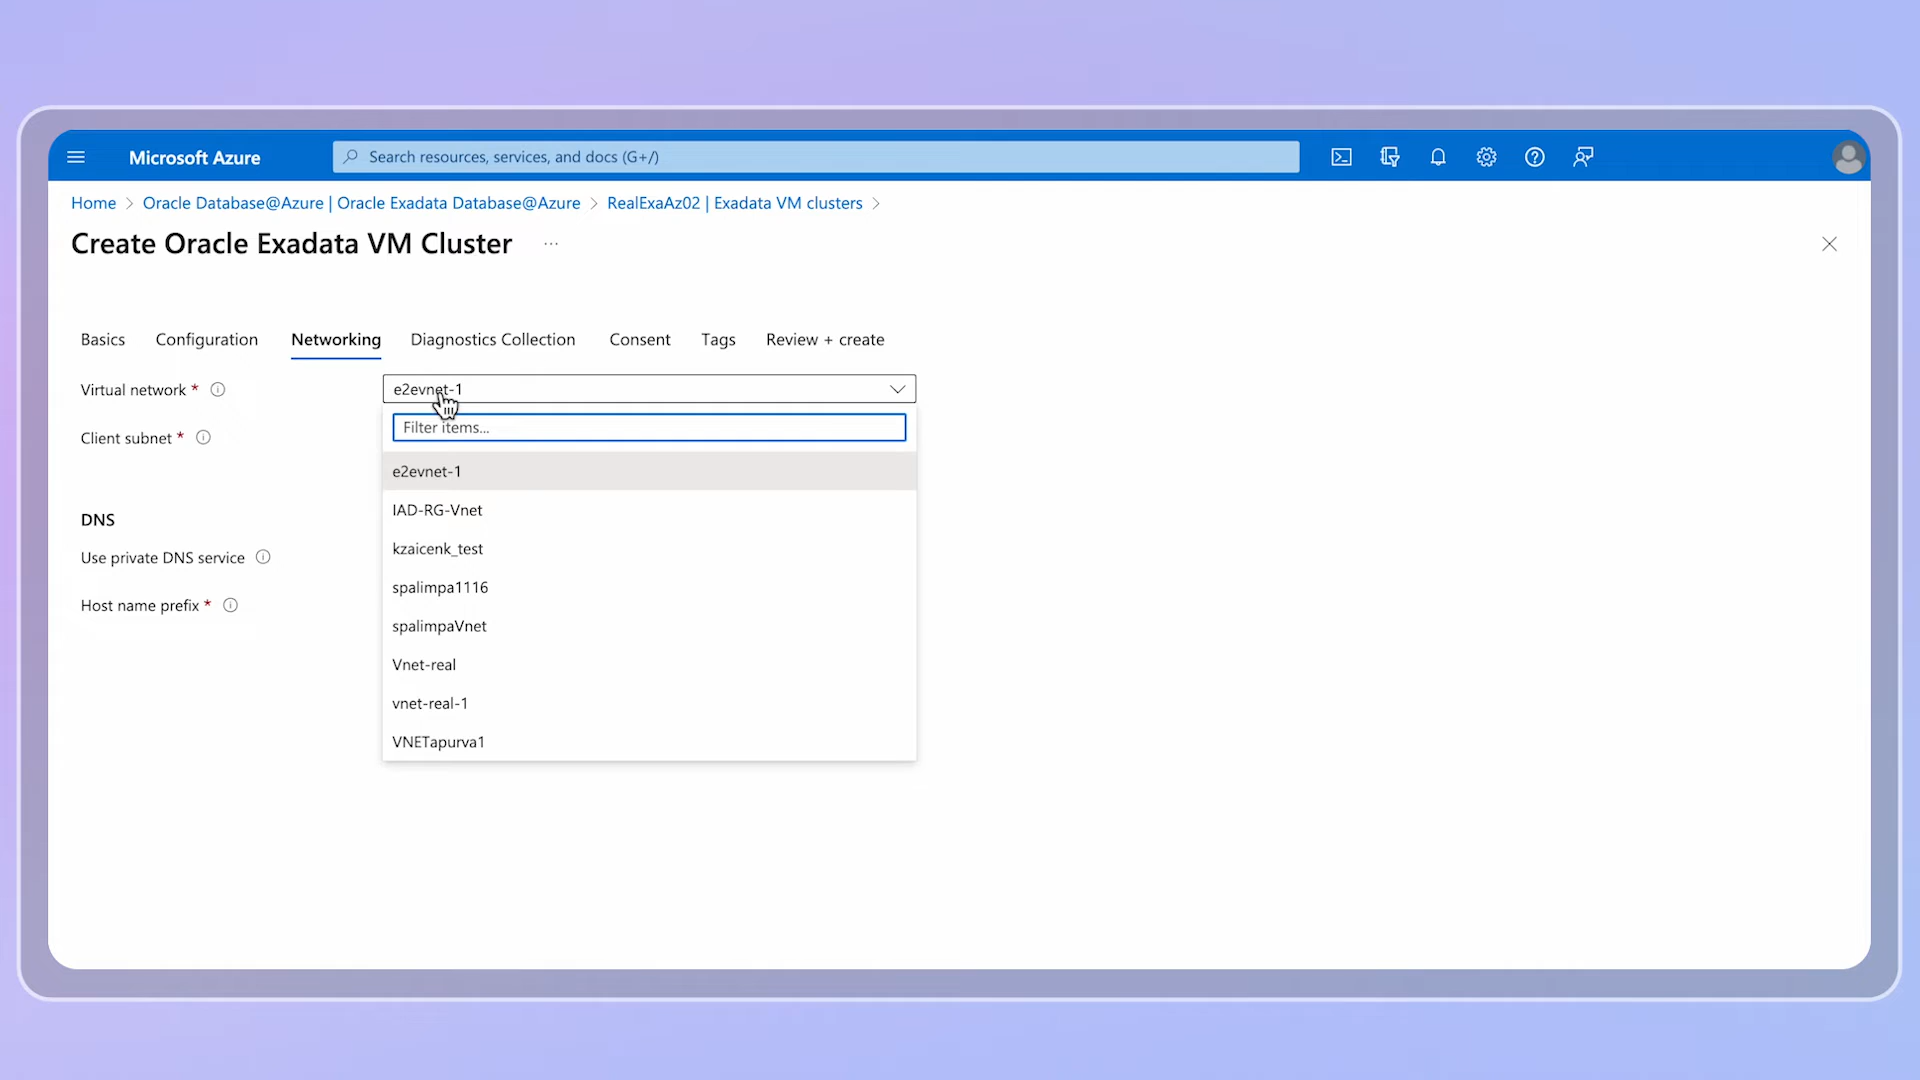 Microsoft Azure
Search resources, services, and docs (G+/)
Home > Oracle Database@Azure | Oracle Exadata Database@Azure > RealExaAz02 | Exadata VM clusters >
Create Oracle Exadata VM Cluster ...
Basics Configuration Networking Diagnostics Collection Consent Tags Review + create
Virtual network * e2evnet-1
Filter items...
Client subnet *
e2evnet-1
IAD-RG-Vnet
DNS
kzaicenk_test
Use private DNS service
spalimpa1116
Host name prefix *
spalimpaVnet
Vnet-real
vnet-real-1
VNETapurva1